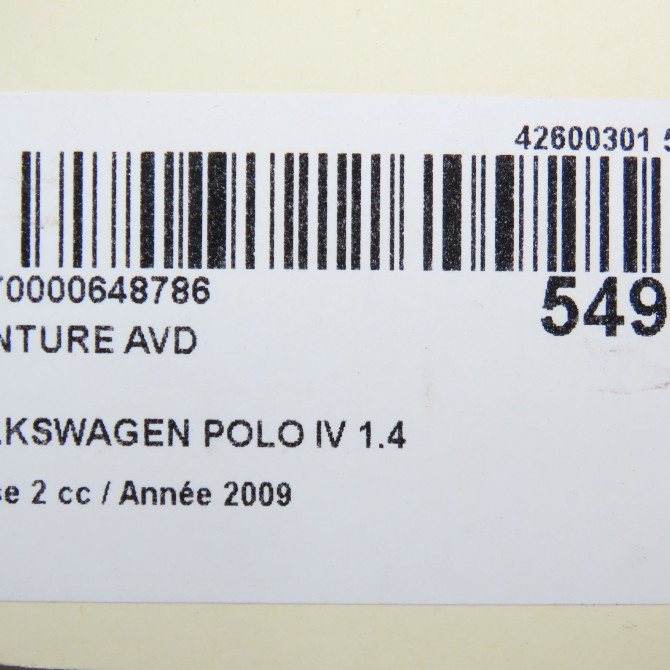 42600301 5
70000648786
549
NTURE AVD
LKSWAGEN POLO IV 1.4
se 2 cc / Année 2009